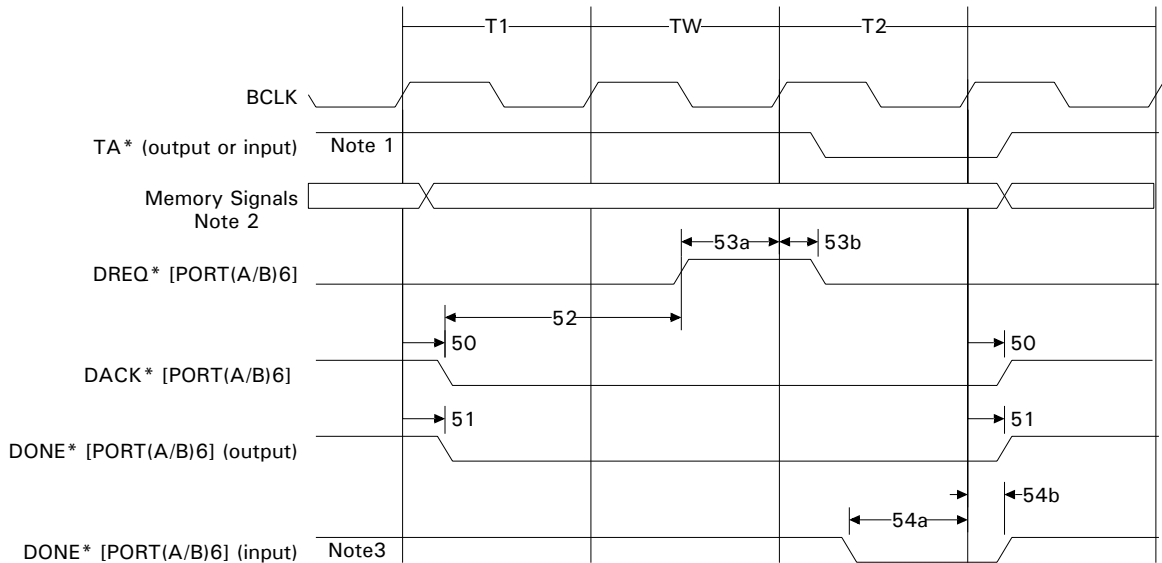 T1 TW T2
BCLK
TA* (output or input) Note 1
Memory Signals
Note 2
53a 53b
DREQ* [PORT(A/B)6]
52
50 50
DACK* [PORT(A/B)6]
51 51
DONE* [PORT(A/B)6] (output)
54b
54a
DONE* [PORT(A/B)6] (input) Note3